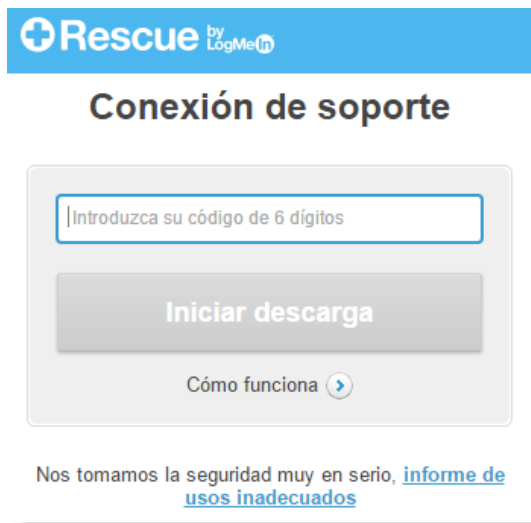 Rescue by LogMeIn
Conexión de soporte
Introduzca su código de 6 dígitos
Iniciar descarga
Cómo funciona
Nos tomamos la seguridad muy en serio, informe de
usos inadecuados